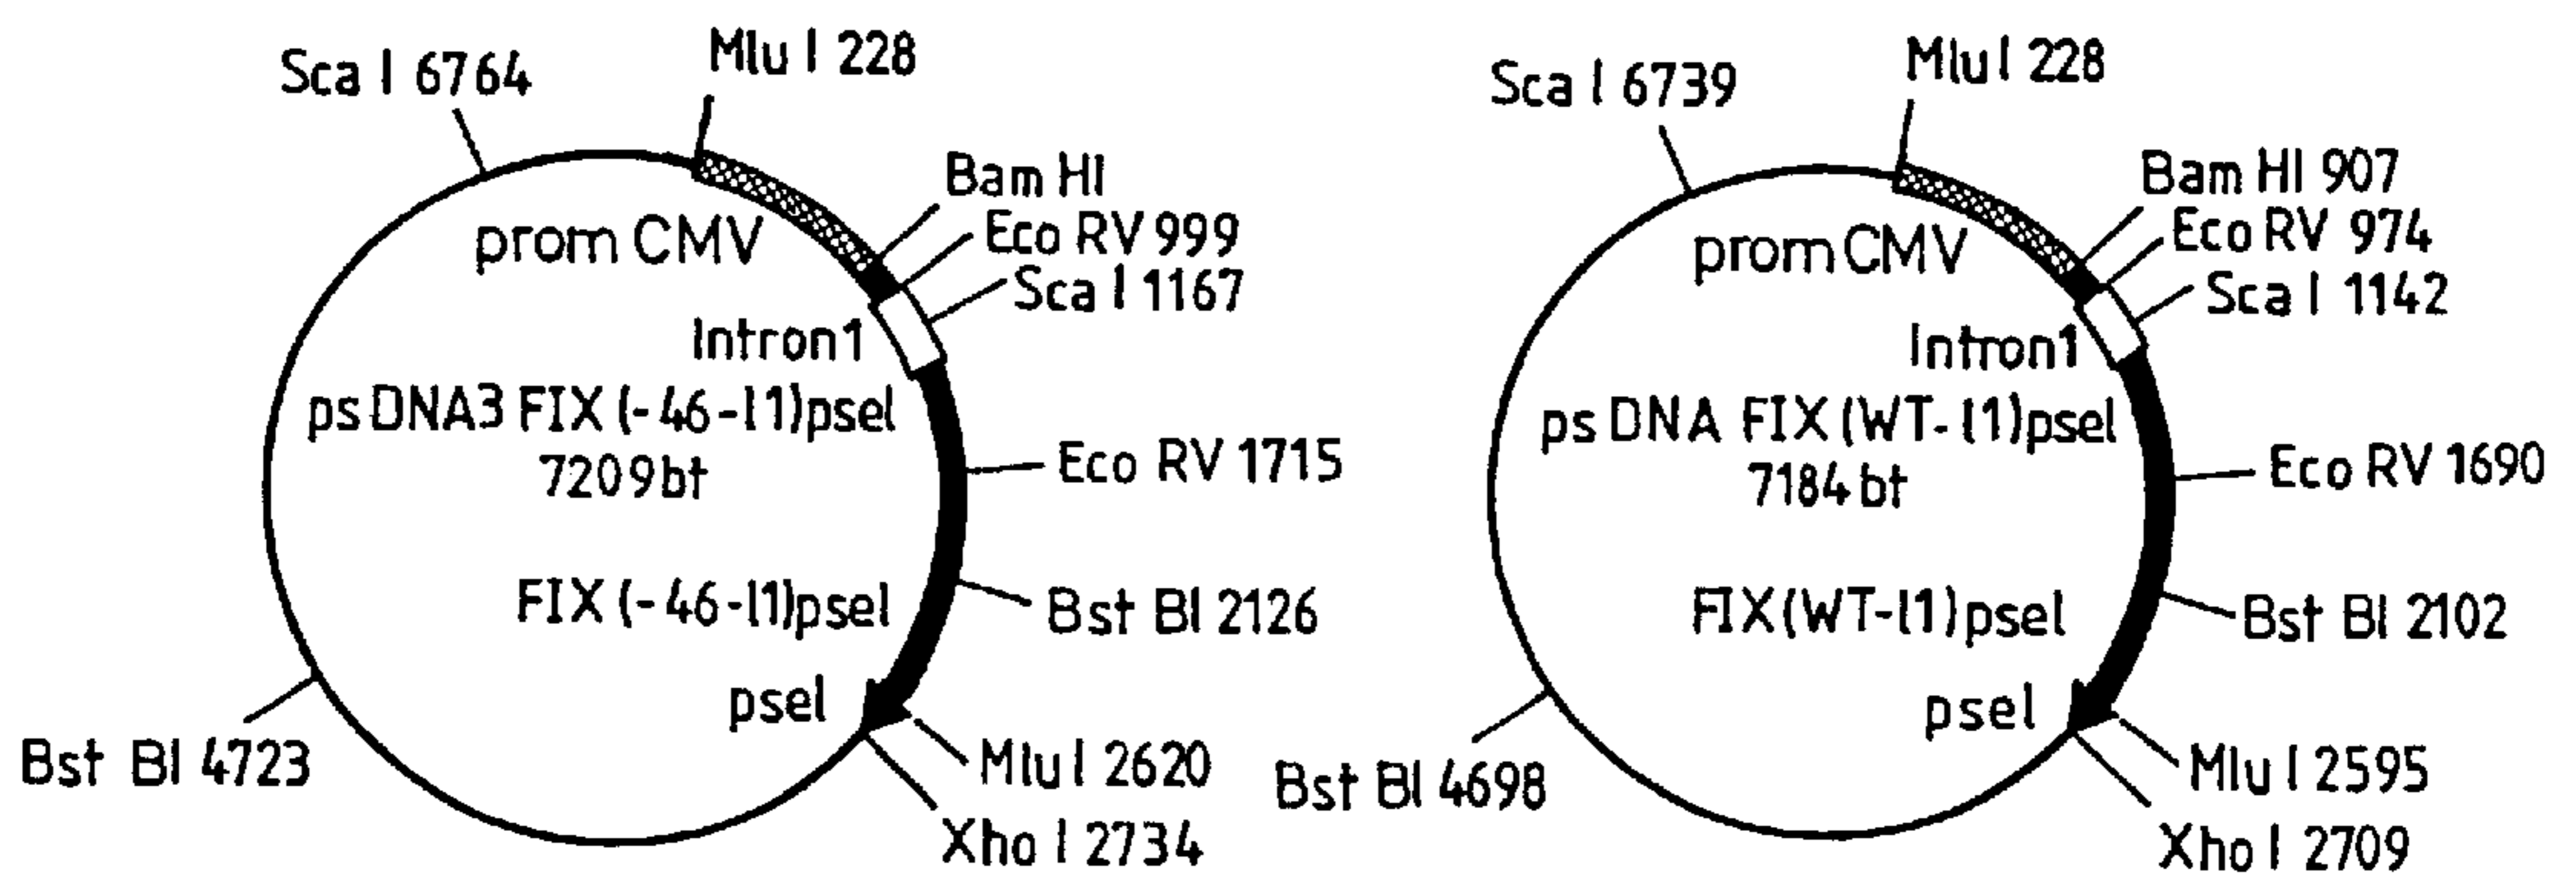 Sca I 6764
Mlu I 228
Bam HI
Eco RV 999
Sca I 1167
prom CMV
Intron1
ps DNA3 FIX (-46-I1)psel
7209bt
Eco RV 1715
FIX (-46-I1)psel
Bst BI 2126
psel
Bst BI 4723
Mlu I 2620
Xho I 2734
Sca I 6739
Mlu I 228
Bam HI 907
Eco RV 974
Sca I 1142
prom CMV
Intron1
ps DNA FIX (WT-I1)psel
7184 bt
Eco RV 1690
FIX(WT-I1)psel
Bst BI 2102
psel
Bst BI 4698
Mlu I 2595
Xho I 2709